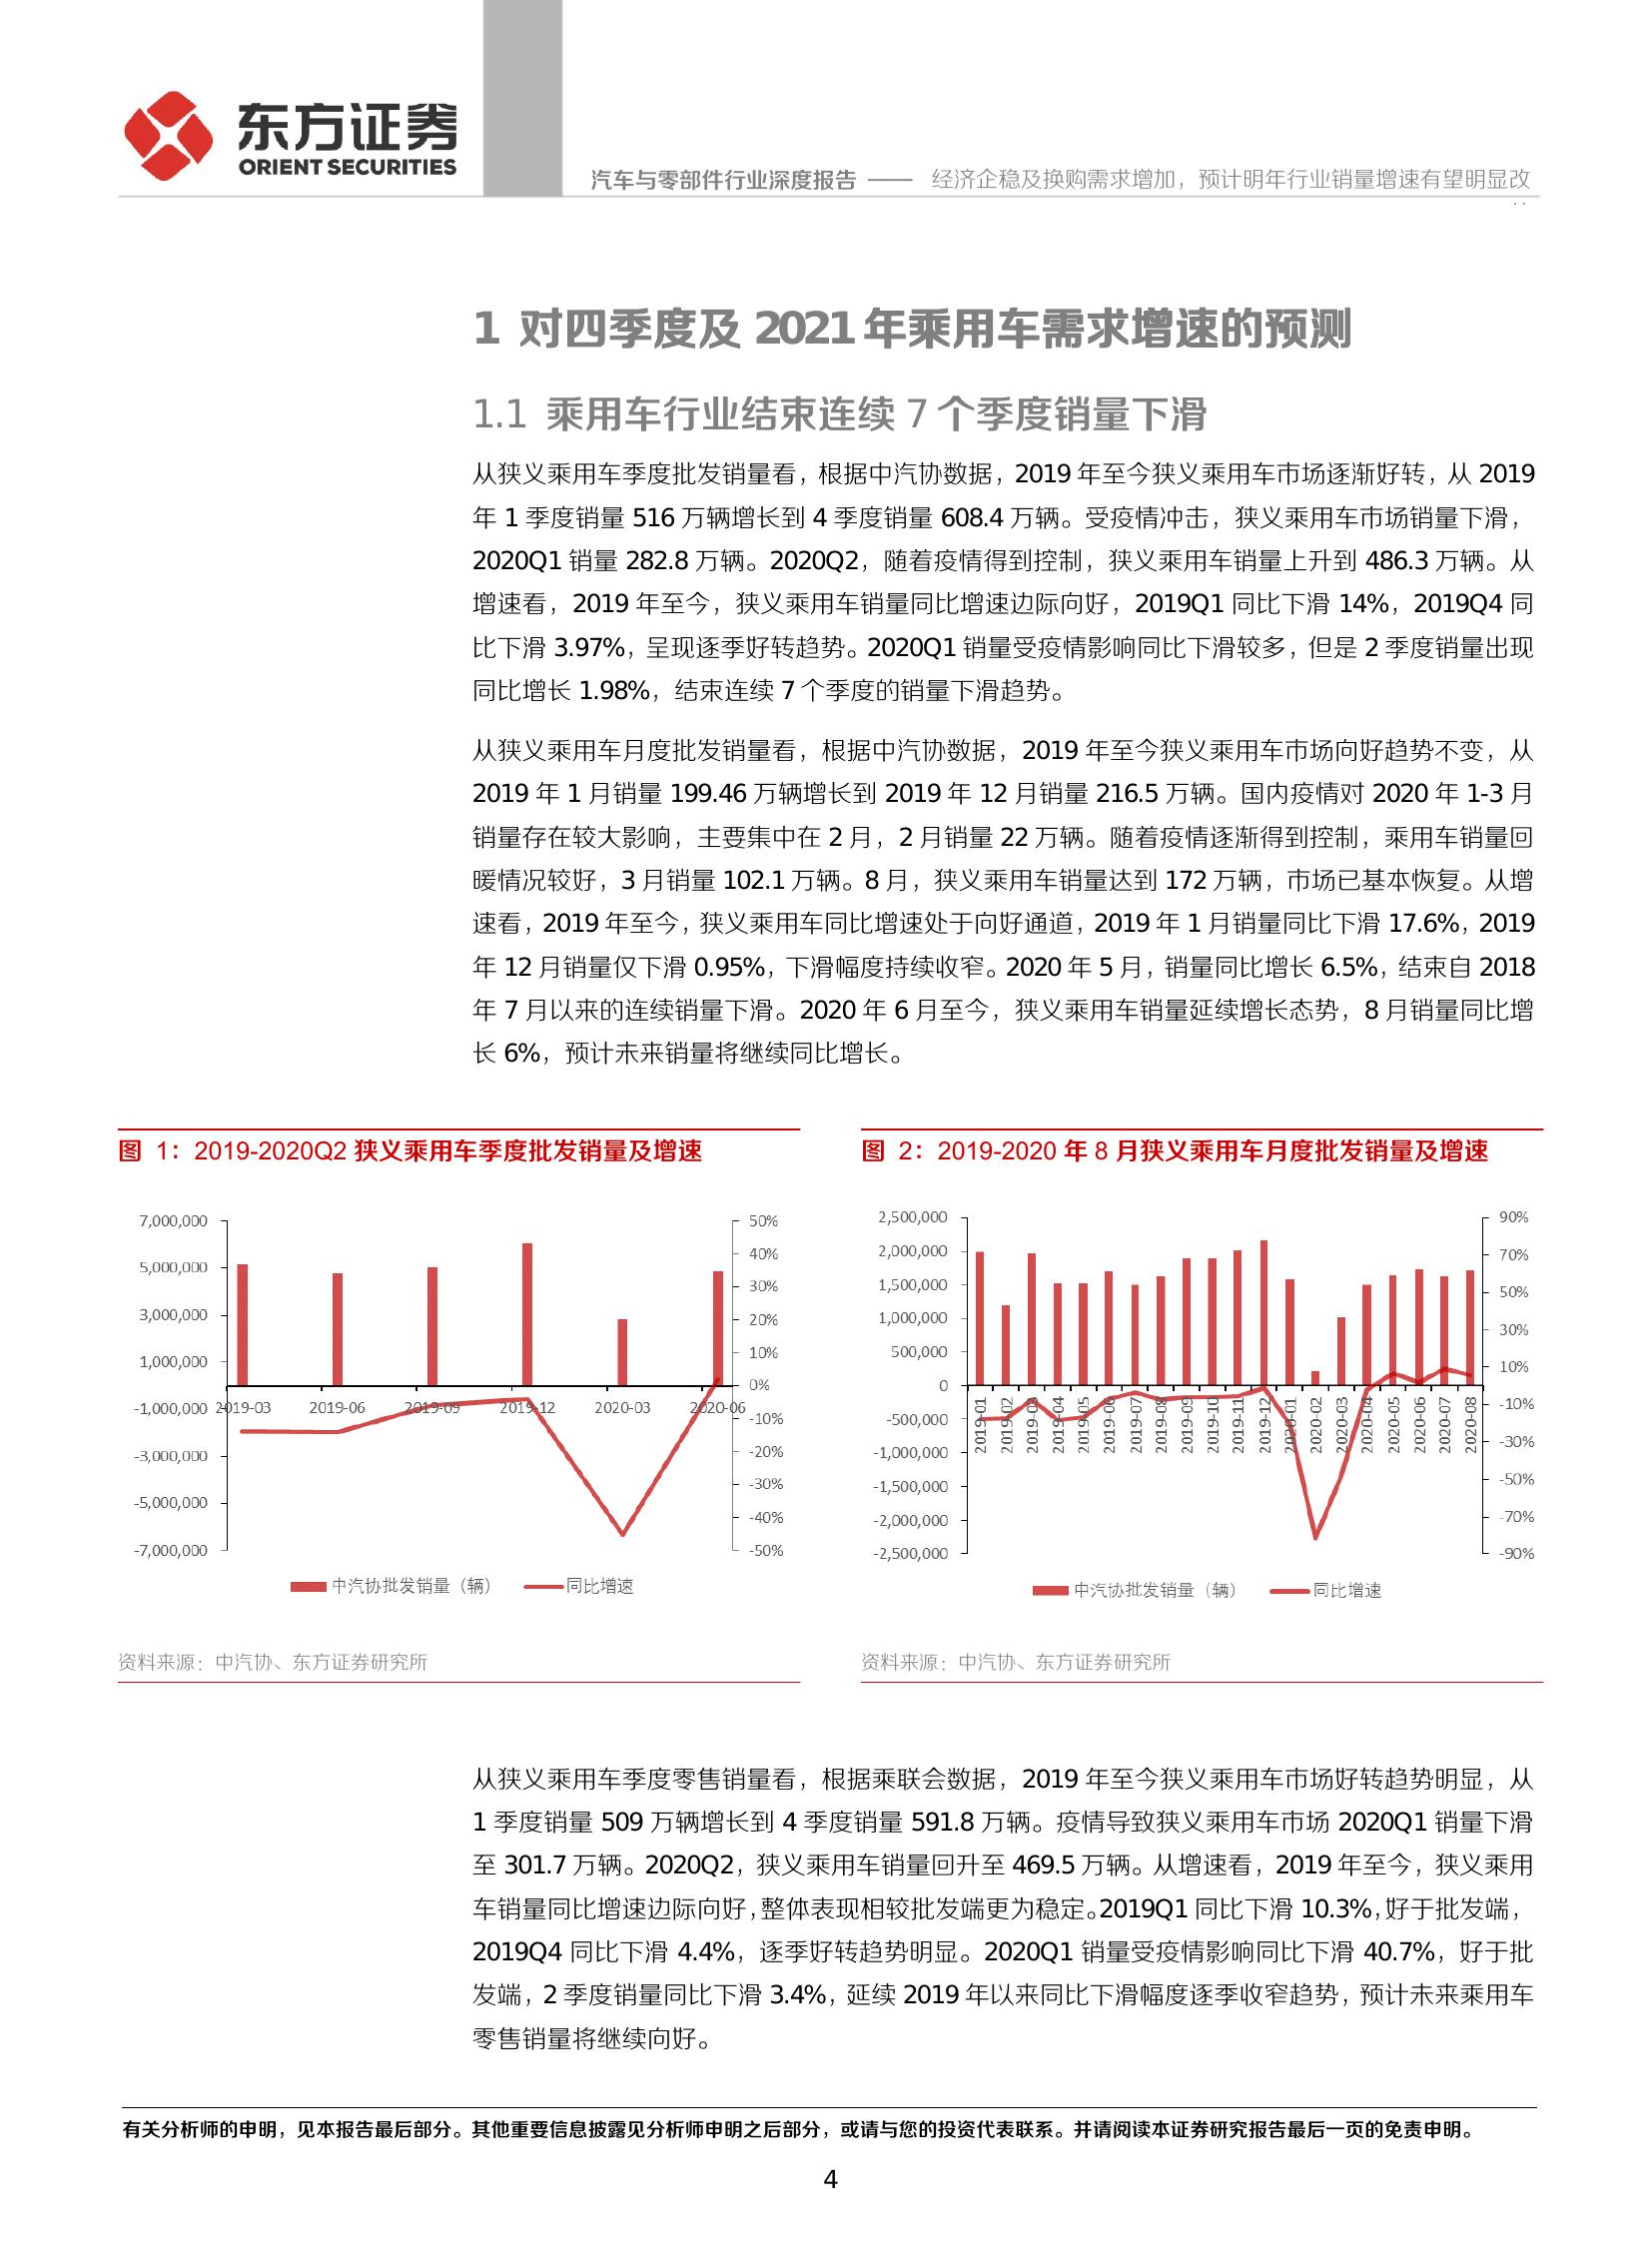 东方证券
ORIENT SECURITIES
汽车与零部件行业深度报告 —— 经济企稳及换购需求增加，预计明年行业销量增速有望明显改
1 对四季度及 2021 年乘用车需求增速的预测
1.1 乘用车行业结束连续 7 个季度销量下滑
从狭义乘用车季度批发销量看，根据中汽协数据，2019 年至今狭义乘用车市场逐渐好转，从 2019
年 1 季度销量 516 万辆增长到 4 季度销量 608.4 万辆。受疫情冲击，狭义乘用车市场销量下滑，
2020Q1 销量 282.8 万辆。2020Q2，随着疫情得到控制，狭义乘用车销量上升到 486.3 万辆。从
增速看，2019 年至今，狭义乘用车销量同比增速边际向好，2019Q1 同比下滑 14%，2019Q4 同
比下滑 3.97%，呈现逐季好转趋势。2020Q1 销量受疫情影响同比下滑较多，但是 2 季度销量出现
同比增长 1.98%，结束连续 7 个季度的销量下滑趋势。
从狭义乘用车月度批发销量看，根据中汽协数据，2019 年至今狭义乘用车市场向好趋势不变，从
2019 年 1 月销量 199.46 万辆增长到 2019 年 12 月销量 216.5 万辆。国内疫情对 2020 年 1-3 月
销量存在较大影响，主要集中在 2 月，2 月销量 22 万辆。随着疫情逐渐得到控制，乘用车销量回
暖情况较好，3 月销量 102.1 万辆。8 月，狭义乘用车销量达到 172 万辆，市场已基本恢复。从增
速看，2019 年至今，狭义乘用车同比增速处于向好通道，2019 年 1 月销量同比下滑 17.6%，2019
年 12 月销量仅下滑 0.95%，下滑幅度持续收窄。2020 年 5 月，销量同比增长 6.5%，结束自 2018
年 7 月以来的连续销量下滑。2020 年 6 月至今，狭义乘用车销量延续增长态势，8 月销量同比增
长 6%，预计未来销量将继续同比增长。
图 1：2019-2020Q2 狭义乘用车季度批发销量及增速
7,000,000
5,000,000
3,000,000
1,000,000
-1,000,000
-3,000,000
-5,000,000
-7,000,000
2019-03 2019-06 2019-09 2019-12 2020-03 2020-06
50%
40%
30%
20%
10%
0%
-10%
-20%
-30%
-40%
-50%
中汽协批发销量（辆） 同比增速
资料来源：中汽协、东方证券研究所
图 2：2019-2020 年 8 月狭义乘用车月度批发销量及增速
2,500,000
2,000,000
1,500,000
1,000,000
500,000
0
-500,000
-1,000,000
-1,500,000
-2,000,000
-2,500,000
2019-01 2019-02 2019-03 2019-04 2019-05 2019-06 2019-07 2019-08 2019-09 2019-10 2019-11 2019-12 2020-01 2020-02 2020-03 2020-04 2020-05 2020-06 2020-07 2020-08
90%
70%
50%
30%
10%
-10%
-30%
-50%
-70%
-90%
中汽协批发销量（辆） 同比增速
资料来源：中汽协、东方证券研究所
从狭义乘用车季度零售销量看，根据乘联会数据，2019 年至今狭义乘用车市场好转趋势明显，从
1 季度销量 509 万辆增长到 4 季度销量 591.8 万辆。疫情导致狭义乘用车市场 2020Q1 销量下滑
至 301.7 万辆。2020Q2，狭义乘用车销量回升至 469.5 万辆。从增速看，2019 年至今，狭义乘用
车销量同比增速边际向好，整体表现相较批发端更为稳定。2019Q1 同比下滑 10.3%，好于批发端，
2019Q4 同比下滑 4.4%，逐季好转趋势明显。2020Q1 销量受疫情影响同比下滑 40.7%，好于批
发端，2 季度销量同比下滑 3.4%，延续 2019 年以来同比下滑幅度逐季收窄趋势，预计未来乘用车
零售销量将继续向好。
有关分析师的申明，见本报告最后部分。其他重要信息披露见分析师申明之后部分，或请与您的投资代表联系。并请阅读本证券研究报告最后一页的免责申明。
4